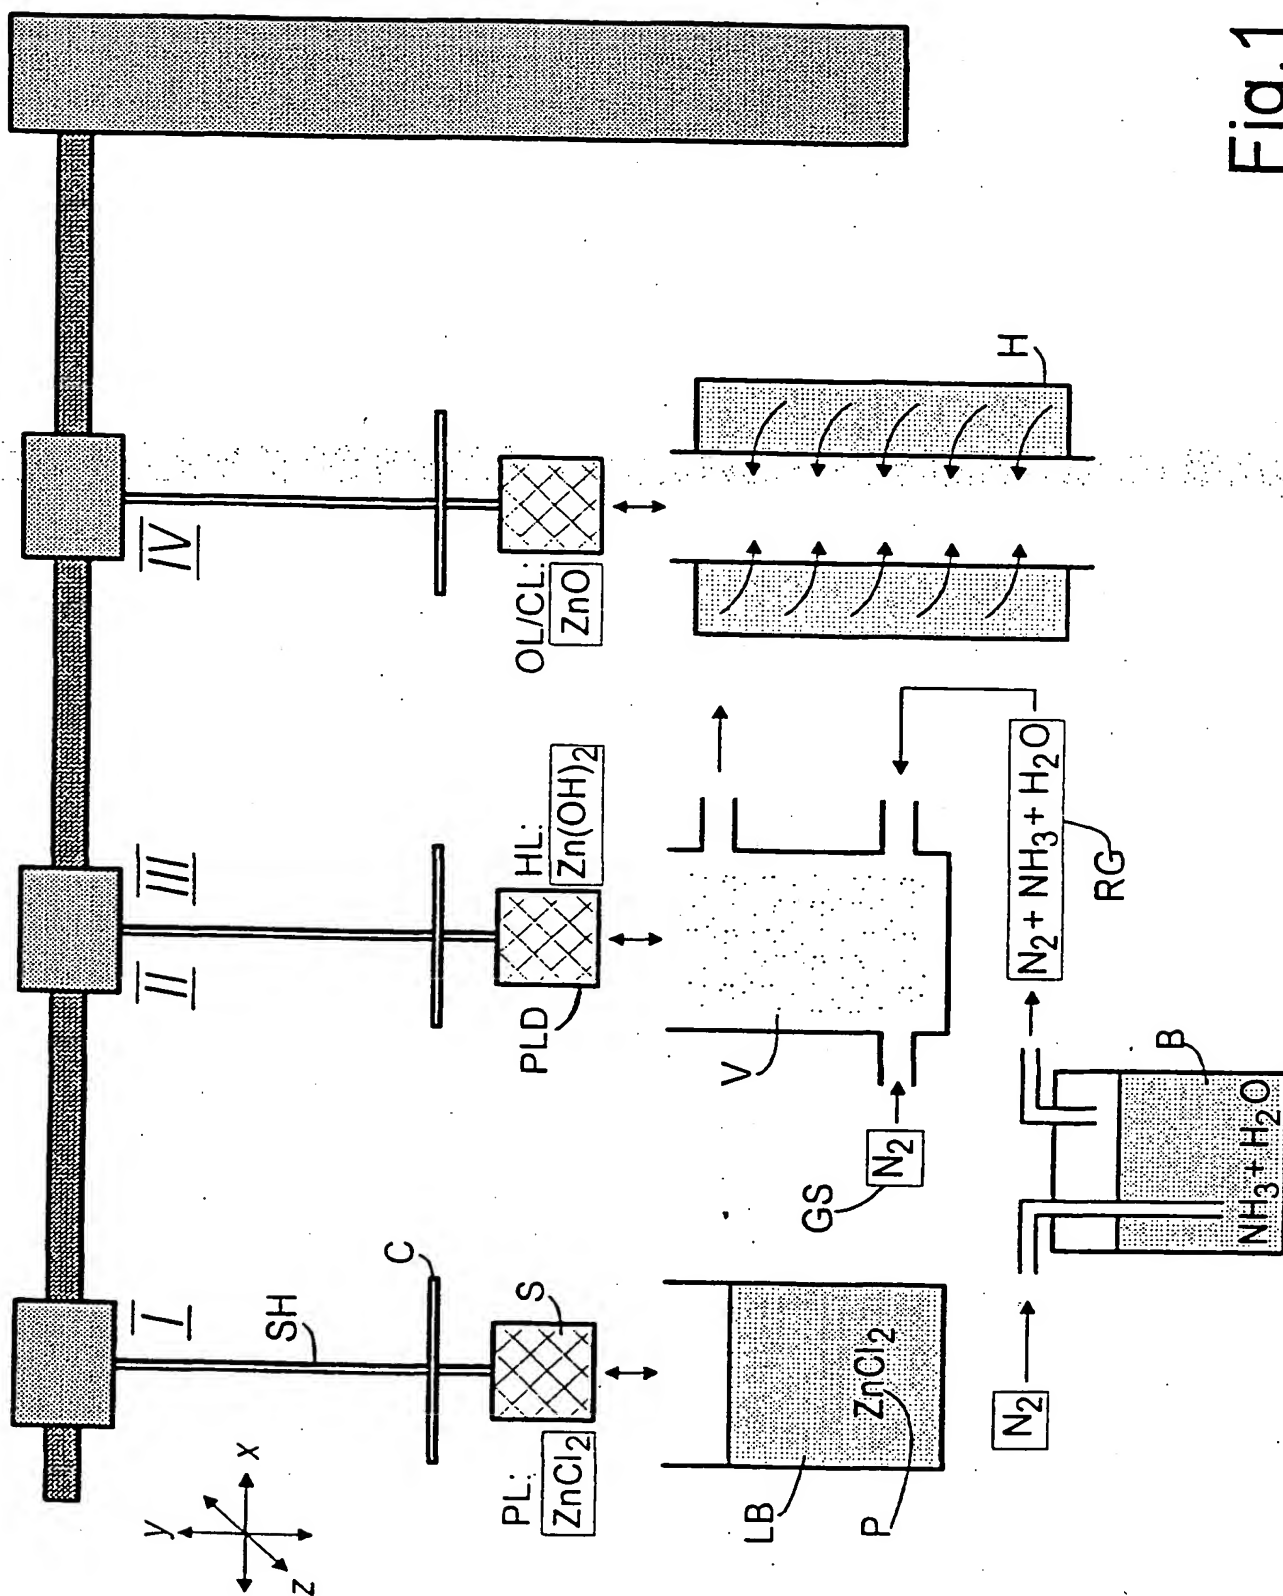 y
x
z
I
II
III
IV
SH
C
S
PL:
ZnCl2
PLD
HL:
Zn(OH)2
OL/CL:
ZnO
LB
ZnCl2
P
V
GS
N2
H
N2
N2 + NH3 + H2O
RG
B
NH3 + H2O
Fig.1